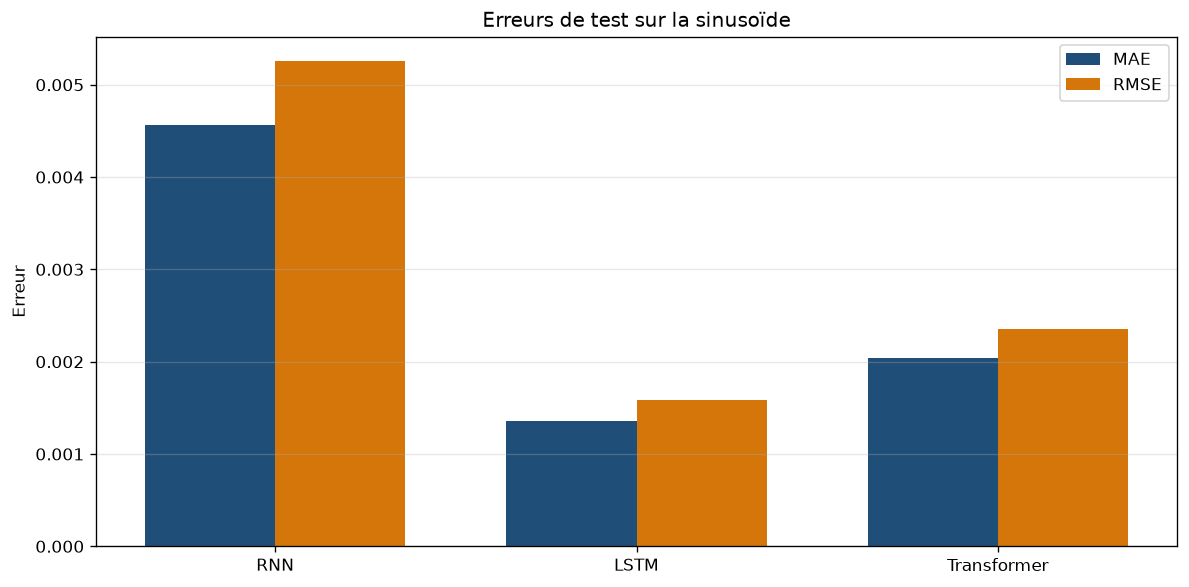 Erreurs de test sur la sinusoïde
MAE
RMSE
Erreur
0.005
0.004
0.003
0.002
0.001
0.000
RNN
LSTM
Transformer